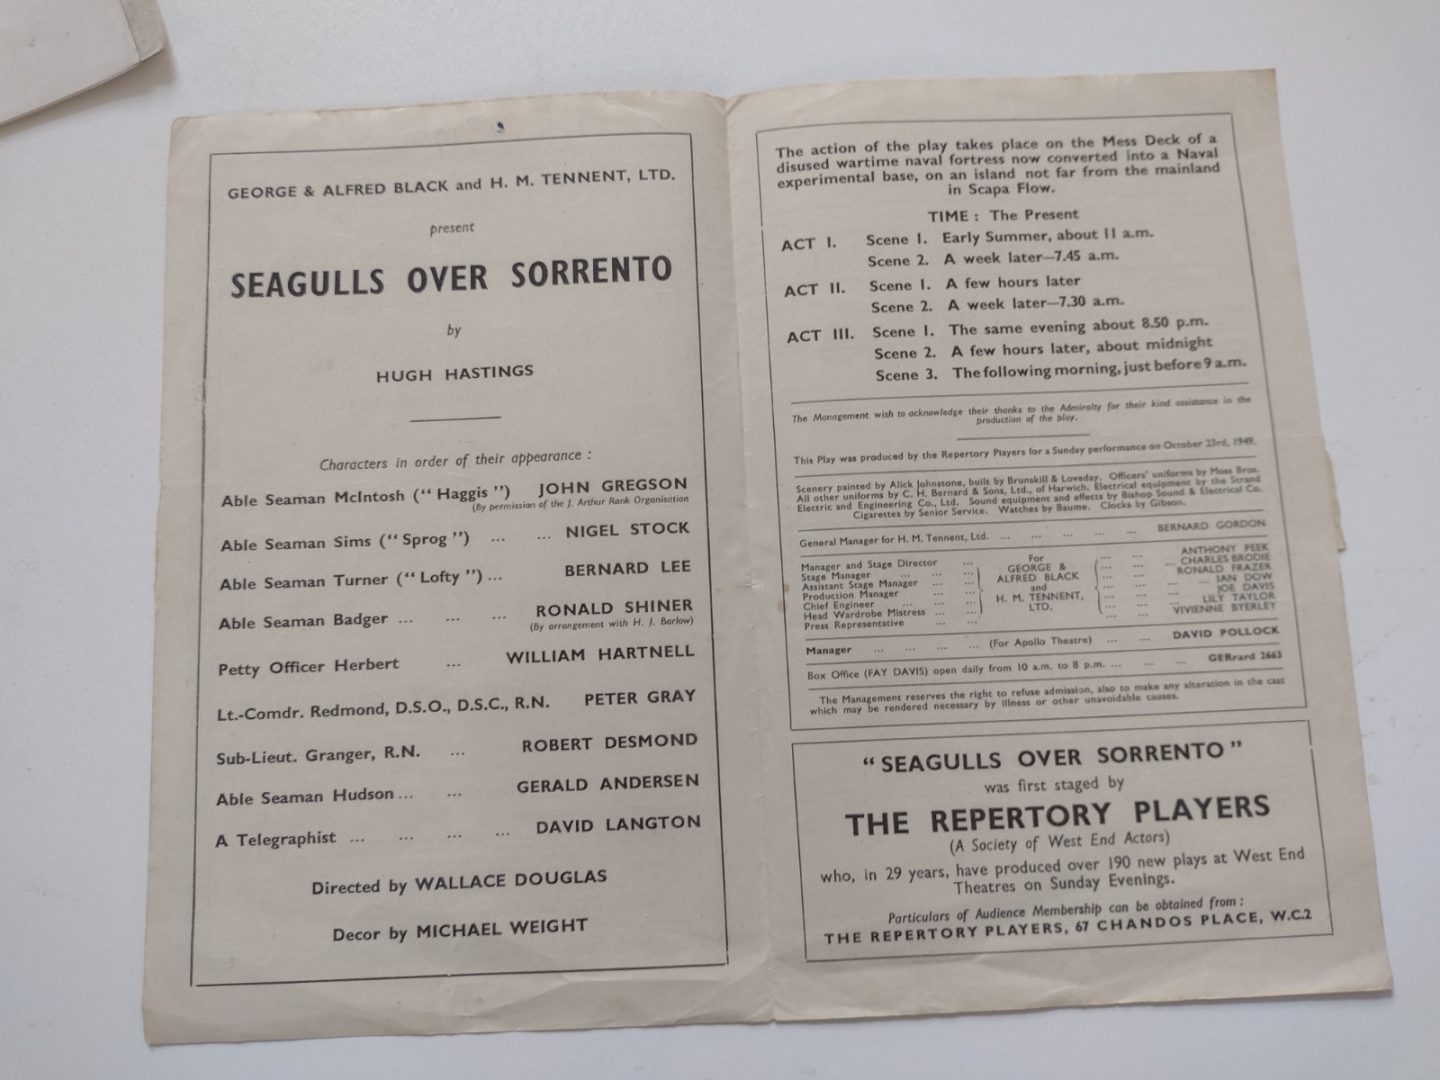 GEORGE & ALFRED BLACK and H. M. TENNENT, LTD.
present
SEAGULLS OVER SORRENTO
by
HUGH HASTINGS
Characters in order of their appearance :
Able Seaman McIntosh (“ Haggis ”) JOHN GREGSON
(By permission of the J. Arthur Rank Organisation
Able Seaman Sims (“ Sprog ”) ... ... NIGEL STOCK
Able Seaman Turner (“ Lofty ”) ... BERNARD LEE
Able Seaman Badger ... ... ... RONALD SHINER
(By arrangement with H. J. Barlow)
Petty Officer Herbert ... WILLIAM HARTNELL
Lt.-Comdr. Redmond, D.S.O., D.S.C., R.N. PETER GRAY
Sub-Lieut. Granger, R.N. ... ROBERT DESMOND
Able Seaman Hudson ... ... GERALD ANDERSEN
A Telegraphist ... ... ... ... DAVID LANGTON
Directed by WALLACE DOUGLAS
Decor by MICHAEL WEIGHT
The action of the play takes place on the Mess Deck of a
disused wartime naval fortress now converted into a Naval
experimental base, on an island not far from the mainland
in Scapa Flow.
TIME : The Present
ACT I. Scene 1. Early Summer, about 11 a.m.
Scene 2. A week later—7.45 a.m.
ACT II. Scene 1. A few hours later
Scene 2. A week later—7.30 a.m.
ACT III. Scene 1. The same evening about 8.50 p.m.
Scene 2. A few hours later, about midnight
Scene 3. The following morning, just before 9 a.m.
The Management wish to acknowledge their thanks to the Admiralty for their kind assistance in the
production of the play.
This Play was produced by the Repertory Players for a Sunday performance on October 23rd, 1949.
Scenery painted by Alick Johnstone, built by Brunskill & Loveday. Officers' uniforms by Moss Bros.
All other uniforms by C. H. Bernard & Sons, Ltd., of Harwich. Electrical equipment by the Strand
Electric and Engineering Co., Ltd. Sound equipment and effects by Bishop Sound & Electrical Co.
Cigarettes by Senior Service. Watches by Baume. Clocks by Gibson.
General Manager for H. M. Tennent, Ltd. ... ... ... ... ... BERNARD GORDON
Manager and Stage Director ... For ... ... ANTHONY PEEK
Stage Manager ... ... ... GEORGE & ... ... ... CHARLES BRODIE
Assistant Stage Manager ... ... ALFRED BLACK ... ... ... RONALD FRAZER
Production Manager ... ... and ... ... ... IAN DOW
Chief Engineer ... ... ... H. M. TENNENT, ... ... ... JOE DAVIS
Head Wardrobe Mistress ... ... LTD. ... ... ... LILY TAYLOR
Press Representative ... ... ... ... VIVIENNE BYERLEY
Manager ... ... ... ... (For Apollo Theatre) ... ... DAVID POLLOCK
Box Office (FAY DAVIS) open daily from 10 a.m. to 8 p.m. ... ... ... GERrard 2663
The Management reserves the right to refuse admission, also to make any alteration in the cast
which may be rendered necessary by illness or other unavoidable causes.
“ SEAGULLS OVER SORRENTO ”
was first staged by
THE REPERTORY PLAYERS
(A Society of West End Actors)
who, in 29 years, have produced over 190 new plays at West End
Theatres on Sunday Evenings.
Particulars of Audience Membership can be obtained from :
THE REPERTORY PLAYERS, 67 CHANDOS PLACE, W.C.2